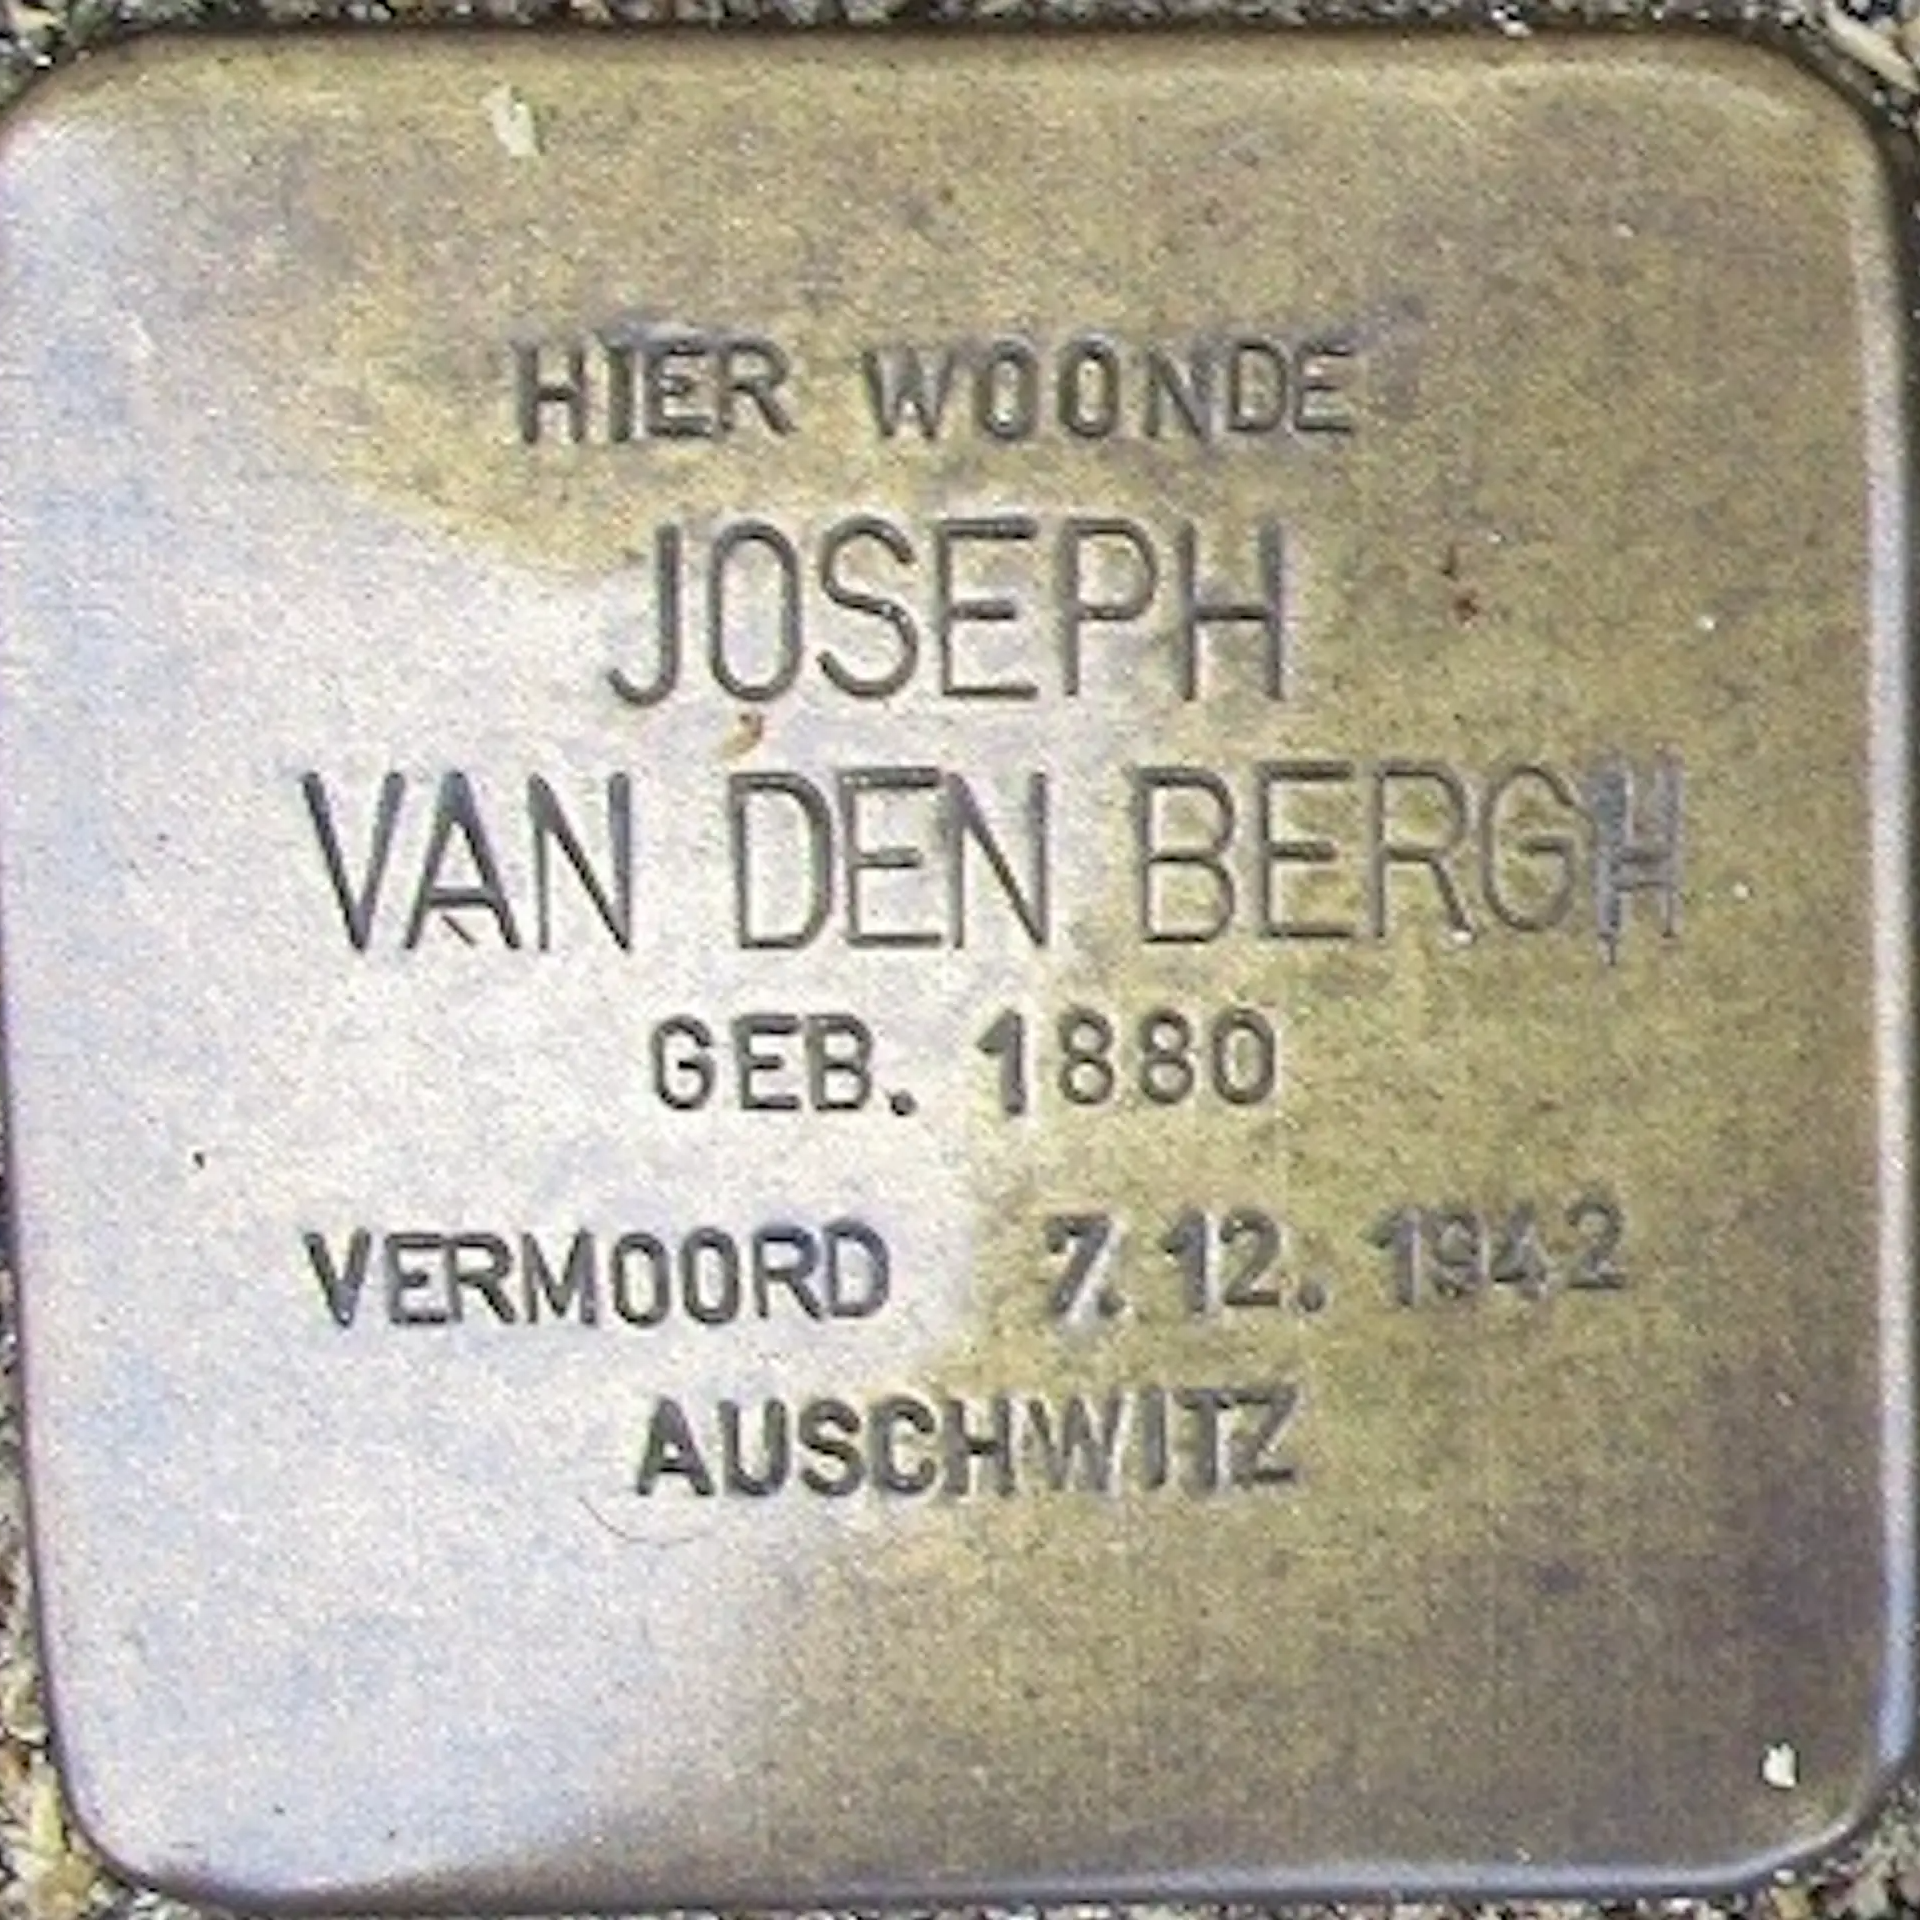 HIER WOONDE
JOSEPH
VAN DEN BERGH
GEB. 1880
VERMOORD 7.12.1942
AUSCHWITZ